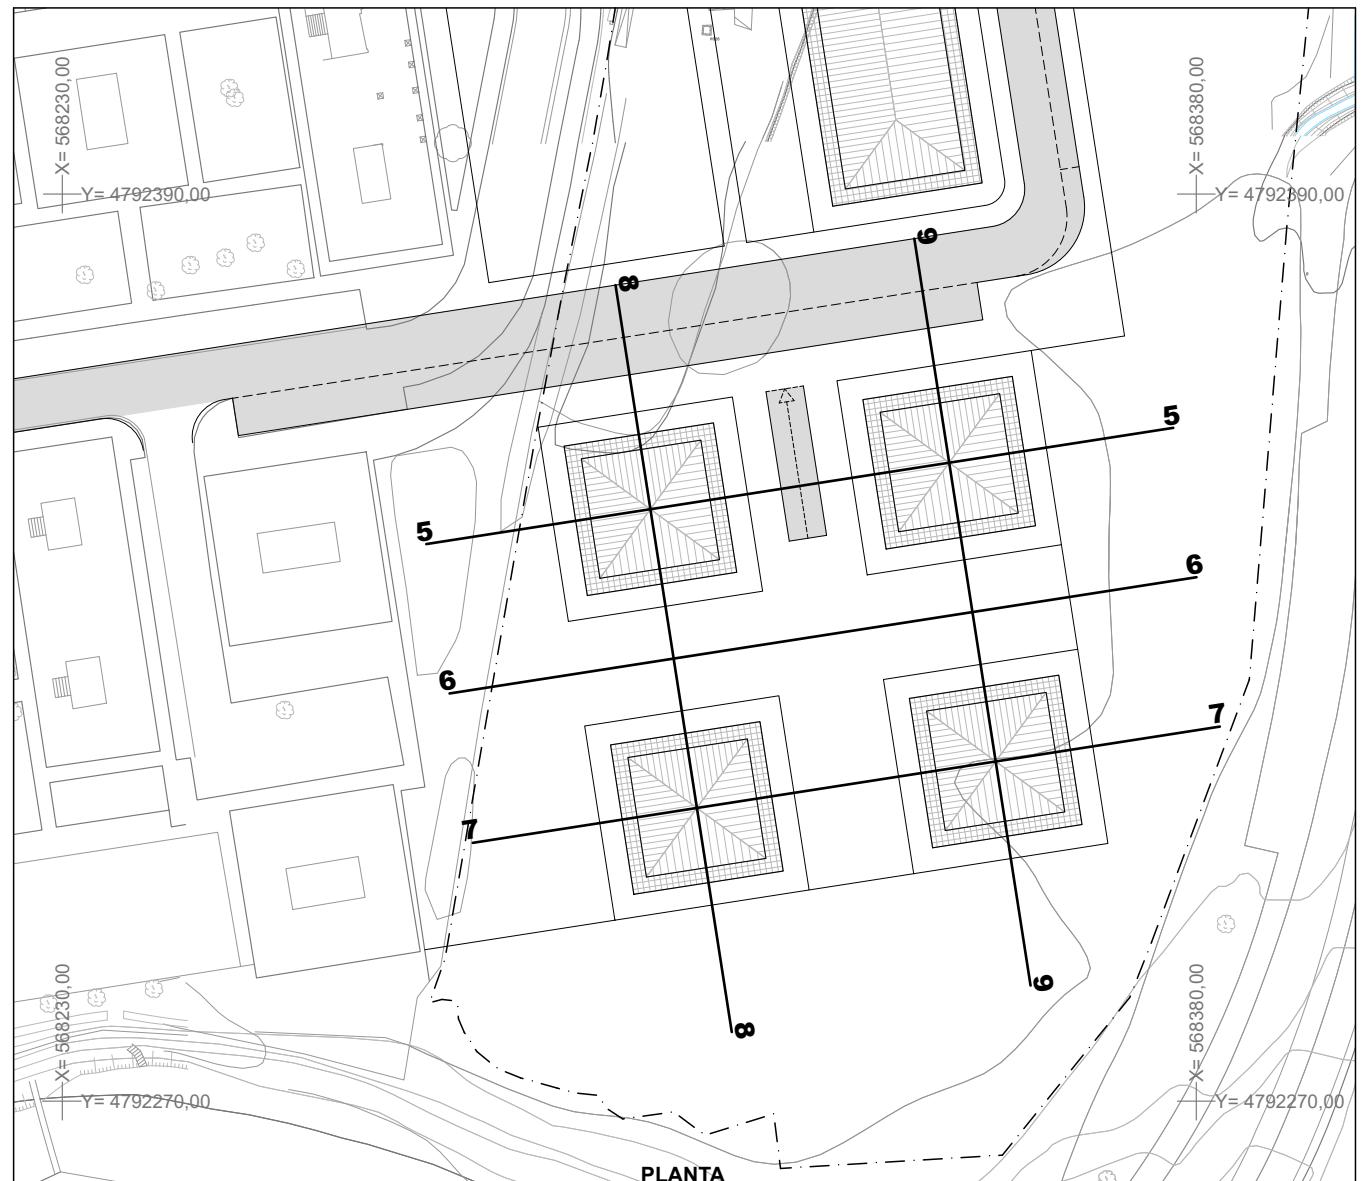 X= 568230,00
Y= 4792390,00
X= 568380,00
Y= 4792390,00
9
8
5
5
6
6
7
7
9
8
X= 568230,00
Y= 4792270,00
X= 568380,00
Y= 4792270,00
PLANTA